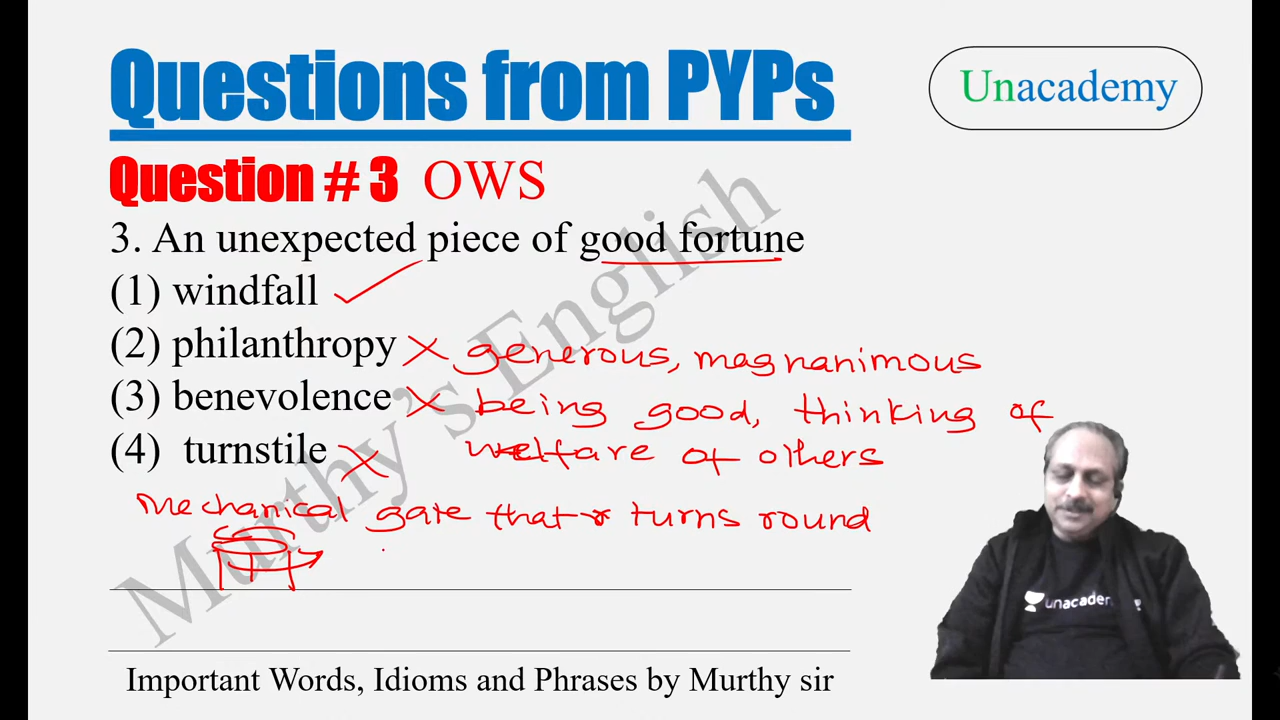 Questions from PYPs
Unacademy
Question # 3 OWS
3. An unexpected piece of good fortune
(1) windfall
(2) philanthropy × generous, magnanimous
(3) benevolence × being good, thinking of
welfare of others
(4) turnstile ×
Mechanical gate that turns round
Murthy's English
unacademy
Important Words, Idioms and Phrases by Murthy sir